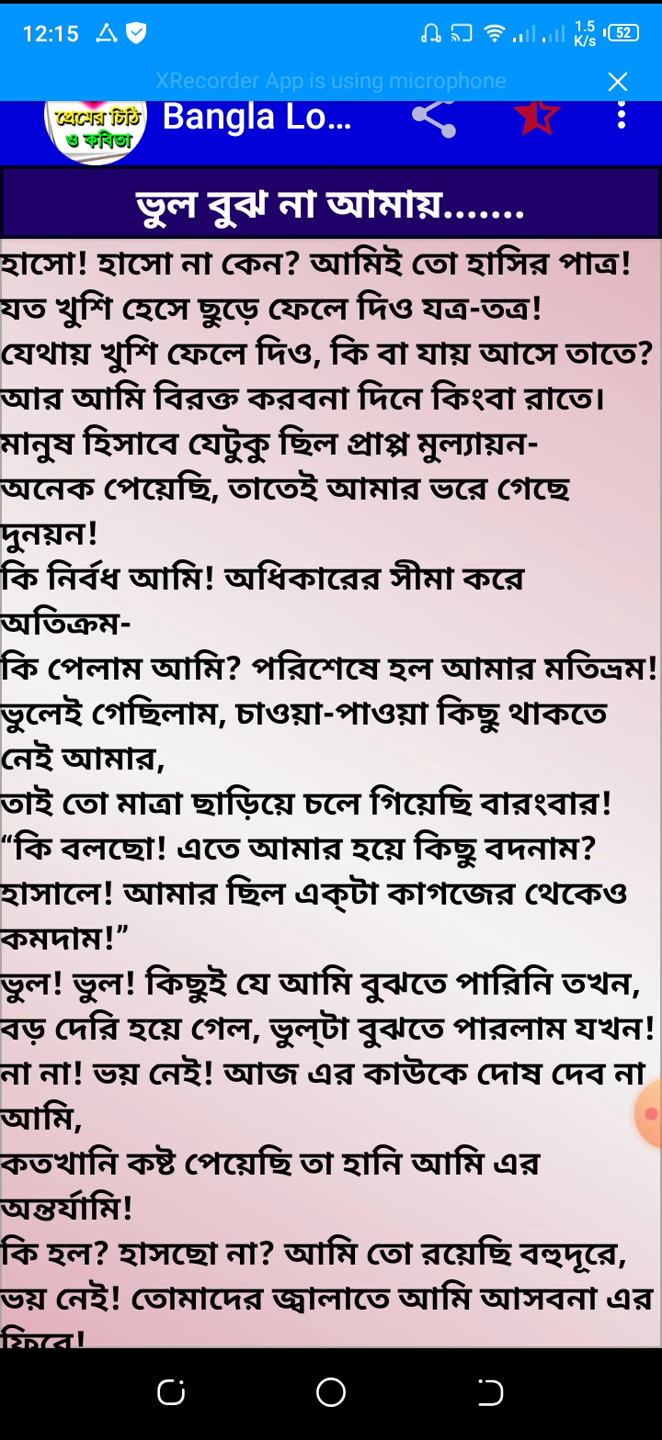 12:15
1.5
K/s
52
XRecorder App is using microphone
প্রেমের চিঠি
ও কবিতা
Bangla Lo...
ভুল বুঝ না আমায়.......
হাসো! হাসো না কেন? আমিই তো হাসির পাত্র!
যত খুশি হেসে ছুড়ে ফেলে দিও যত্র-তত্র!
যেথায় খুশি ফেলে দিও, কি বা যায় আসে তাতে?
আর আমি বিরক্ত করবনা দিনে কিংবা রাতে।
মানুষ হিসাবে যেটুকু ছিল প্রাপ্প মুল্যায়ন-
অনেক পেয়েছি, তাতেই আমার ভরে গেছে
দুনয়ন!
কি নির্বধ আমি! অধিকারের সীমা করে
অতিক্রম-
কি পেলাম আমি? পরিশেষে হল আমার মতিভ্রম!
ভুলেই গেছিলাম, চাওয়া-পাওয়া কিছু থাকতে
নেই আমার,
তাই তো মাত্রা ছাড়িয়ে চলে গিয়েছি বারংবার!
“কি বলছো! এতে আমার হয়ে কিছু বদনাম?
হাসালে! আমার ছিল এক্‌টা কাগজের থেকেও
কমদাম!”
ভুল! ভুল! কিছুই যে আমি বুঝতে পারিনি তখন,
বড় দেরি হয়ে গেল, ভুল্‌টা বুঝতে পারলাম যখন!
না না! ভয় নেই! আজ এর কাউকে দোষ দেব না
আমি,
কতখানি কষ্ট পেয়েছি তা হানি আমি এর
অন্তর্যামি!
কি হল? হাসছো না? আমি তো রয়েছি বহুদূরে,
ভয় নেই! তোমাদের জ্বালাতে আমি আসবনা এর
ফিরে!